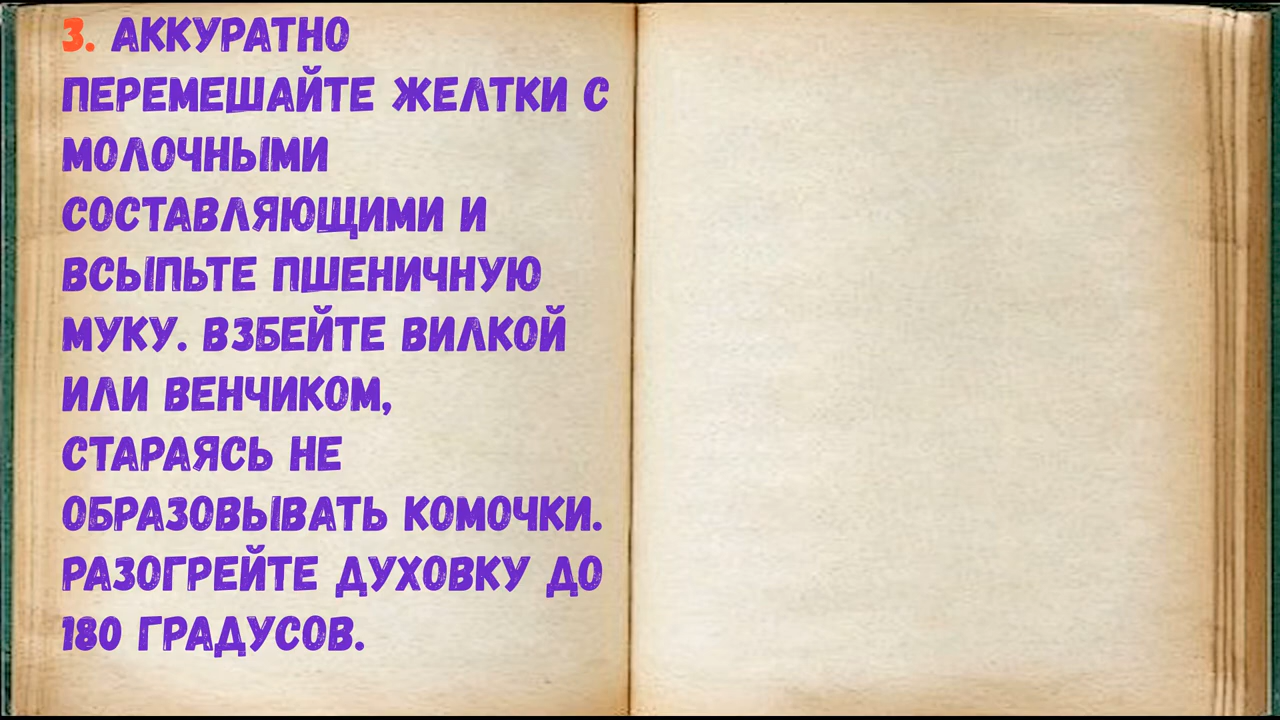 3. АККУРАТНО
ПЕРЕМЕШАЙТЕ ЖЕЛТКИ С
МОЛОЧНЫМИ
СОСТАВЛЯЮЩИМИ И
ВСЫПЬТЕ ПШЕНИЧНУЮ
МУКУ. ВЗБЕЙТЕ ВИЛКОЙ
ИЛИ ВЕНЧИКОМ,
СТАРАЯСЬ НЕ
ОБРАЗОВЫВАТЬ КОМОЧКИ.
РАЗОГРЕЙТЕ ДУХОВКУ ДО
180 ГРАДУСОВ.